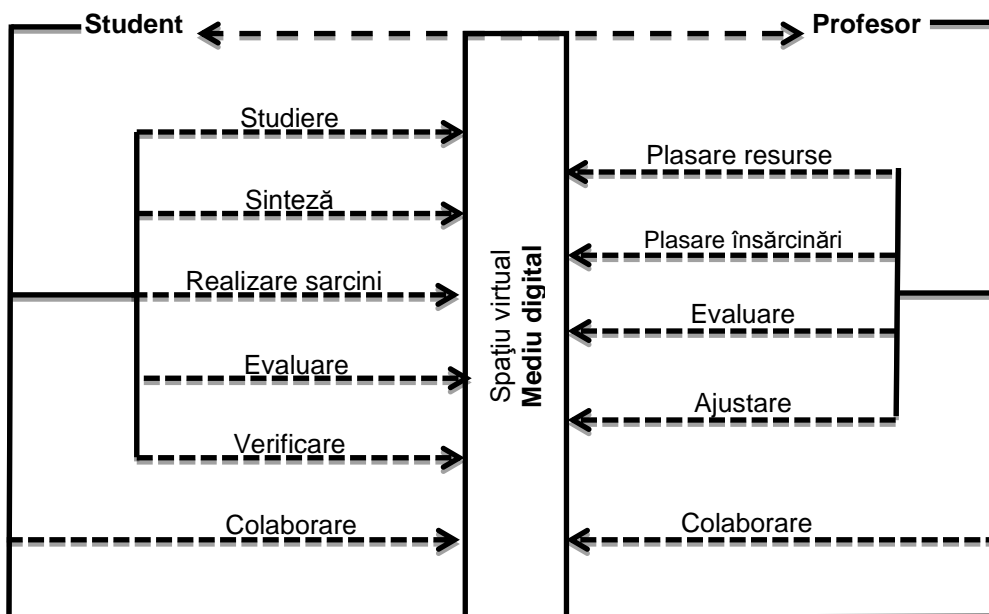 Student
Profesor
Studiere
Sinteză
Realizare sarcini
Evaluare
Verificare
Colaborare
Spaţiu virtual
Mediu digital
Plasare resurse
Plasare însărcinări
Evaluare
Ajustare
Colaborare